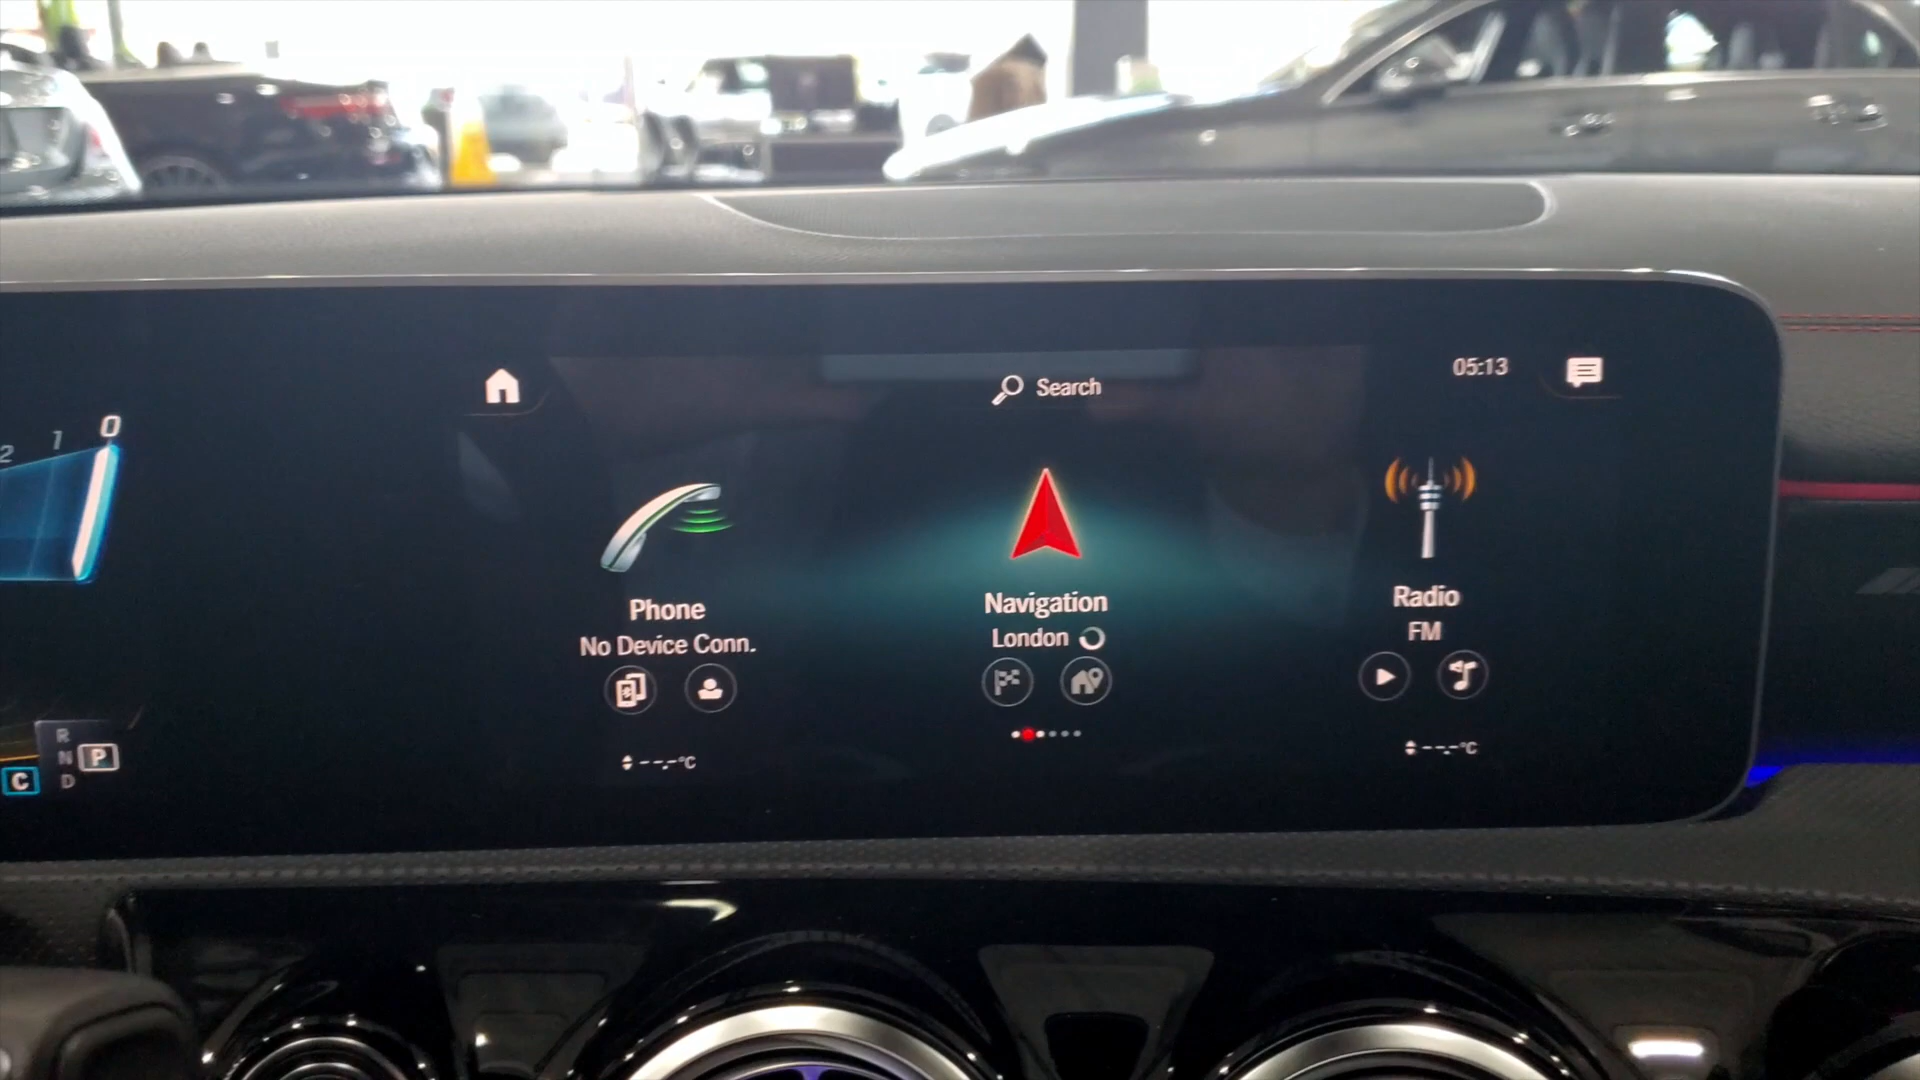 Search
05:13
2 1 0
Phone
No Device Conn.
Navigation
London
Radio
FM
R
N P
C D
--.-°C
--.-°C